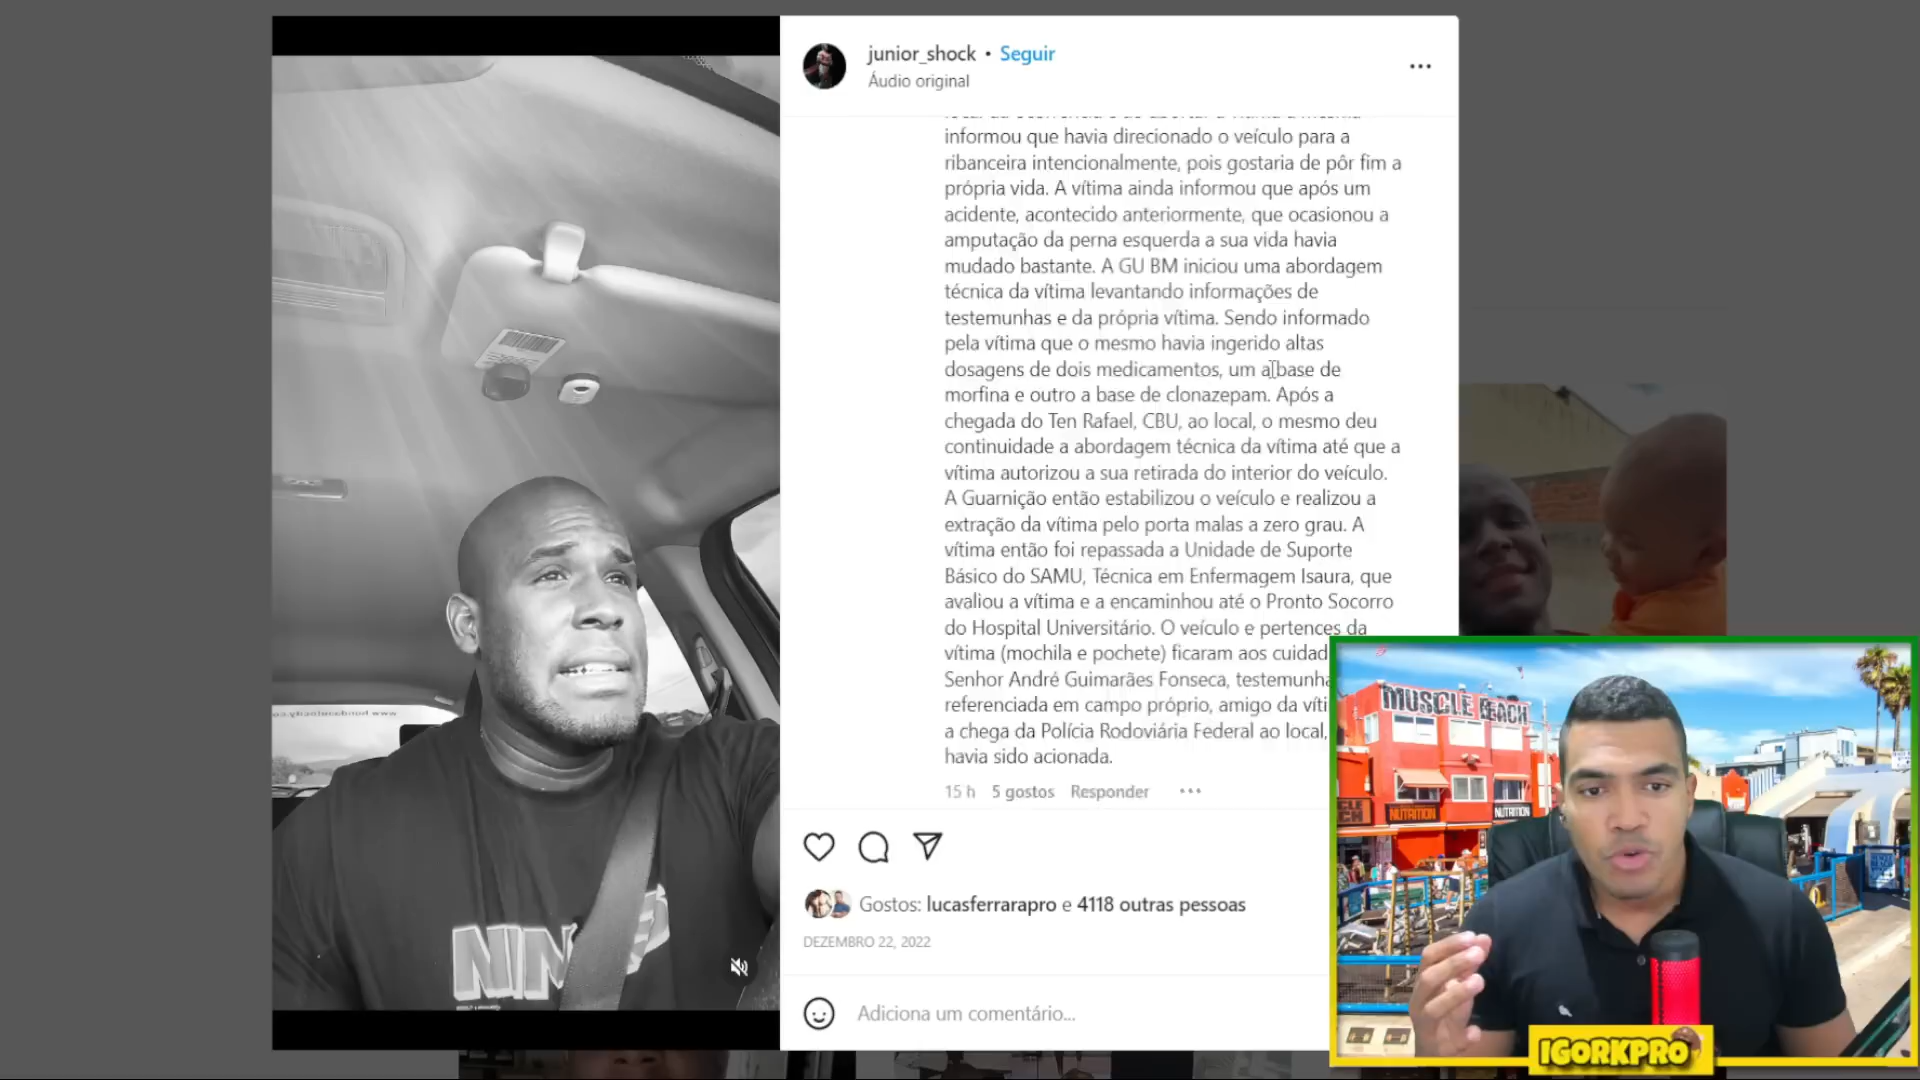 junior_shock • Seguir
Áudio original
informou que havia direcionado o veículo para a
ribanceira intencionalmente, pois gostaria de pôr fim a
própria vida. A vítima ainda informou que após um
acidente, acontecido anteriormente, que ocasionou a
amputação da perna esquerda a sua vida havia
mudado bastante. A GU BM iniciou uma abordagem
técnica da vítima levantando informações de
testemunhas e da própria vítima. Sendo informado
pela vítima que o mesmo havia ingerido altas
dosagens de dois medicamentos, um a base de
morfina e outro a base de clonazepam. Após a
chegada do Ten Rafael, CBU, ao local, o mesmo deu
continuidade a abordagem técnica da vítima até que a
vítima autorizou a sua retirada do interior do veículo.
A Guarnição então estabilizou o veículo e realizou a
extração da vítima pelo porta malas a zero grau. A
vítima então foi repassada a Unidade de Suporte
Básico do SAMU, Técnica em Enfermagem Isaura, que
avaliou a vítima e a encaminhou até o Pronto Socorro
do Hospital Universitário. O veículo e pertences da
vítima (mochila e pochete) ficaram aos cuidad
Senhor André Guimarães Fonseca, testemunha
referenciada em campo próprio, amigo da víti
a chega da Polícia Rodoviária Federal ao local,
havia sido acionada.
15 h 5 gostos Responder
Gostos: lucasferrarapro e 4118 outras pessoas
DEZEMBRO 22, 2022
Adiciona um comentário...
MUSCLE BEACH
NUTRITION
NUTRITION
IGORKPRO